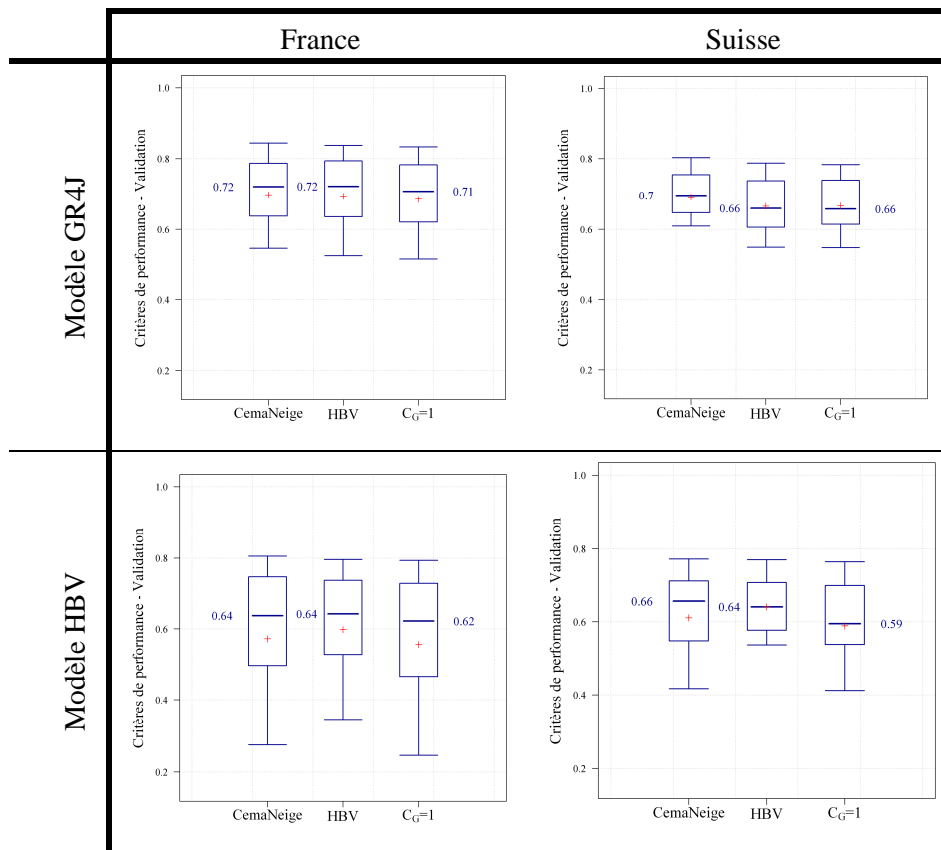 France
Suisse
Modèle GR4J
Critères de performance - Validation
1.0
0.8
0.6
0.4
0.2
0.72
0.72
0.71
CemaNeige
HBV
C_G=1
Critères de performance - Validation
1.0
0.8
0.6
0.4
0.2
0.7
0.66
0.66
CemaNeige
HBV
C_G=1
Modèle HBV
Critères de performance - Validation
1.0
0.8
0.6
0.4
0.2
0.64
0.64
0.62
CemaNeige
HBV
C_G=1
Critères de performance - Validation
1.0
0.8
0.6
0.4
0.2
0.66
0.64
0.59
CemaNeige
HBV
C_G=1